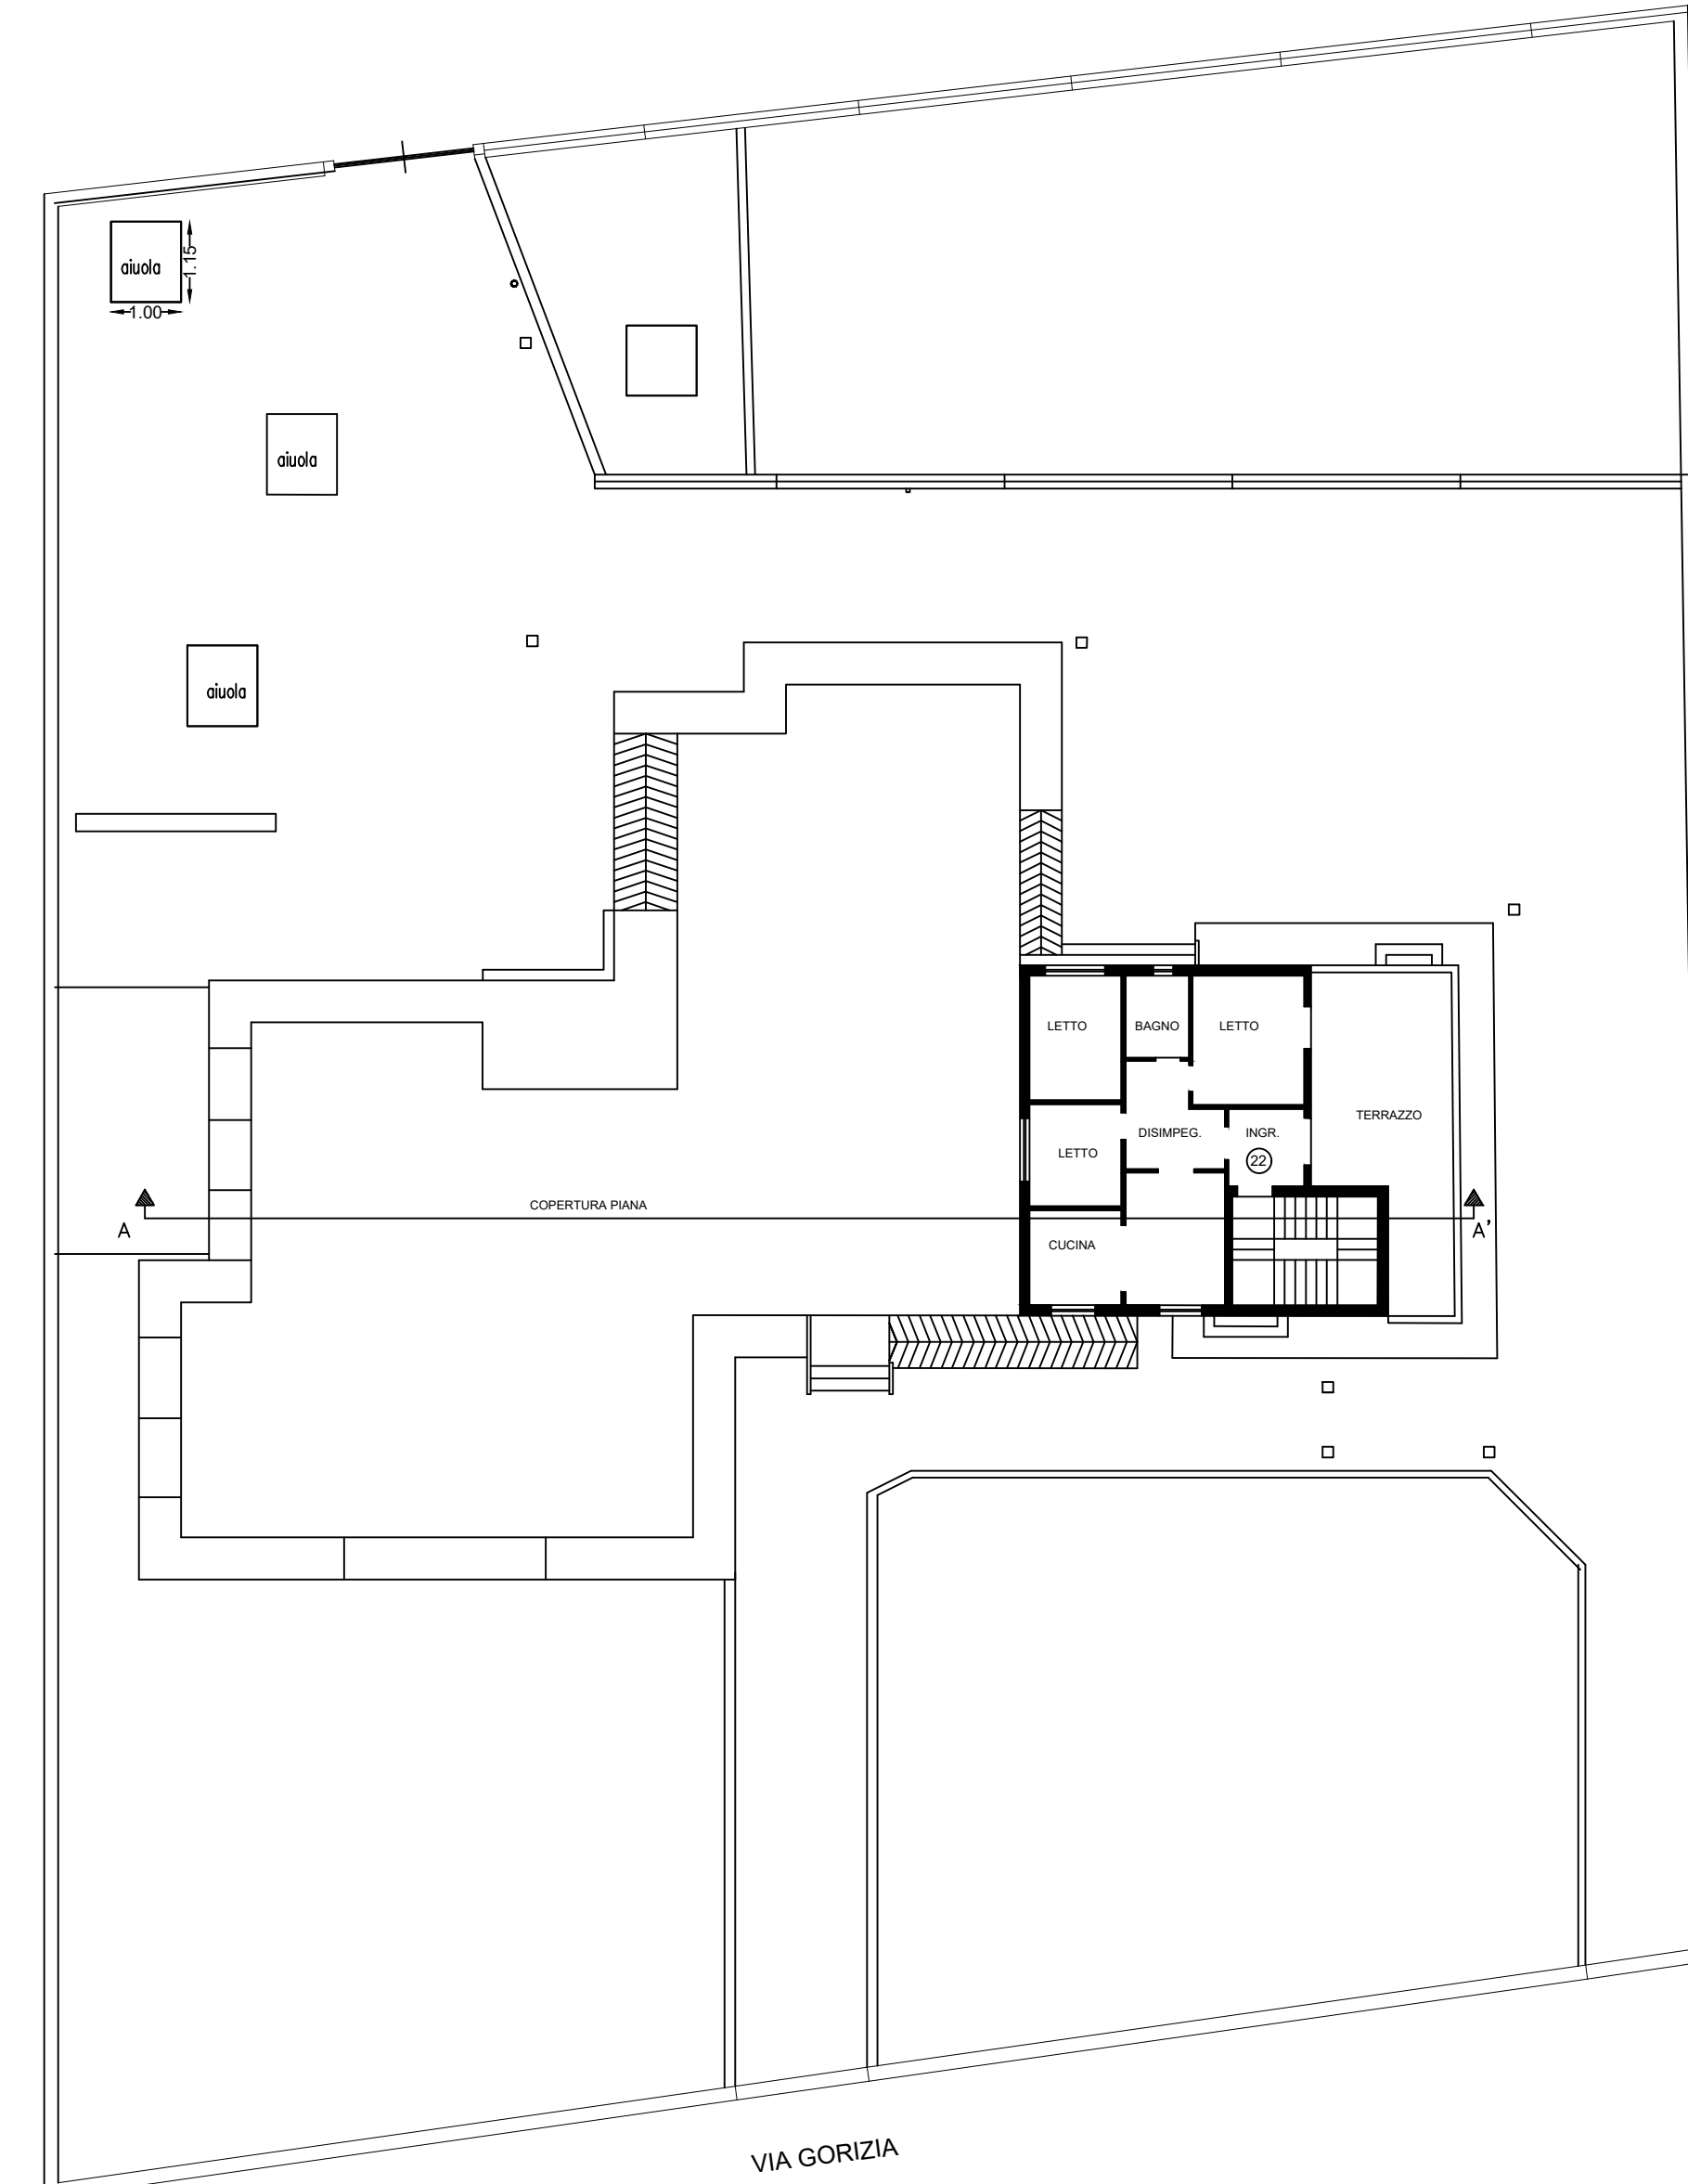 aiuola
1.15
1.00
aiuola
aiuola
LETTO
BAGNO
LETTO
TERRAZZO
DISIMPEG.
INGR.
LETTO
22
COPERTURA PIANA
A
A'
CUCINA
VIA GORIZIA